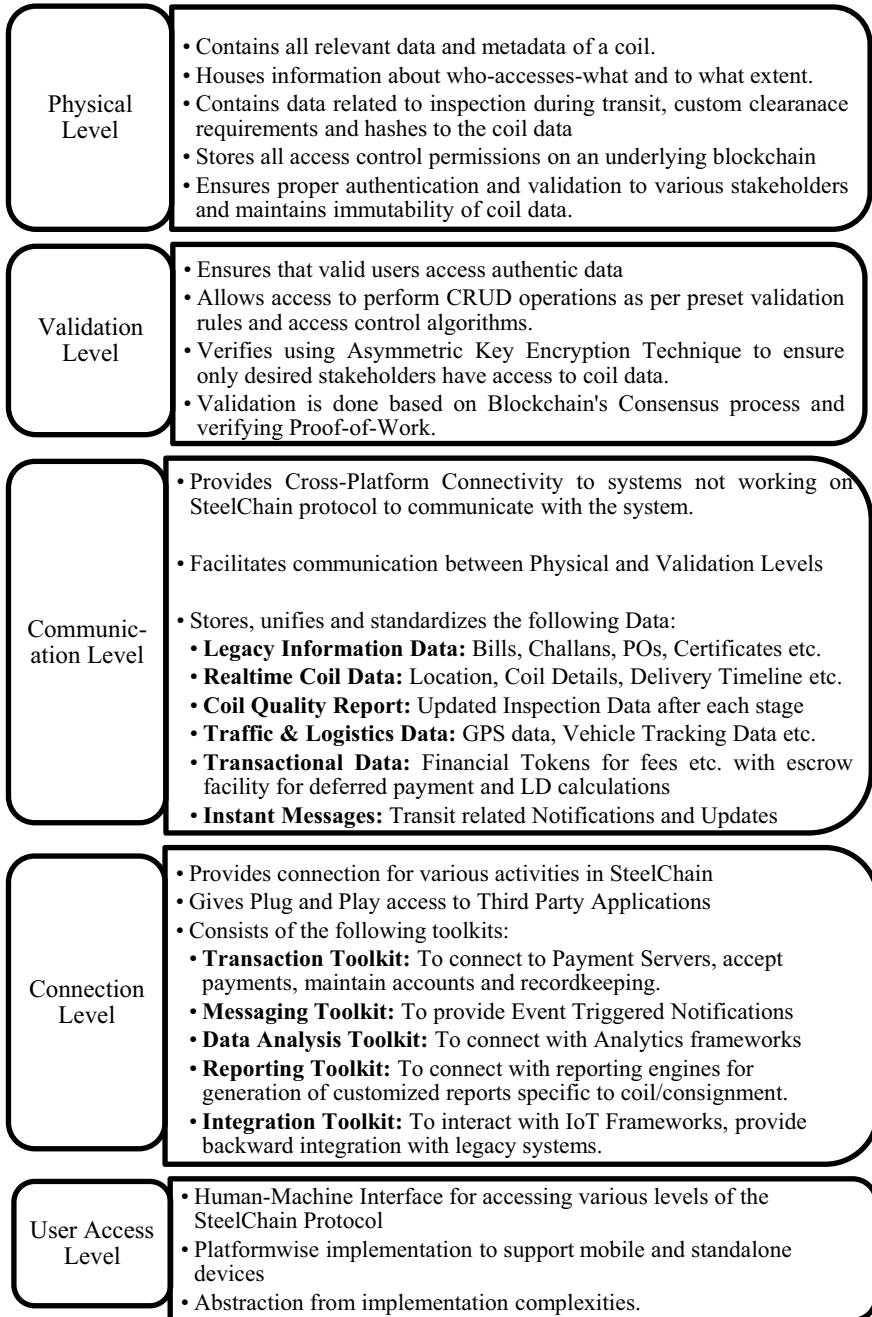 Physical
Level
• Contains all relevant data and metadata of a coil.
• Houses information about who-accesses-what and to what extent.
• Contains data related to inspection during transit, custom clearanace
requirements and hashes to the coil data
• Stores all access control permissions on an underlying blockchain
• Ensures proper authentication and validation to various stakeholders
and maintains immutability of coil data.
Validation
Level
• Ensures that valid users access authentic data
• Allows access to perform CRUD operations as per preset validation
rules and access control algorithms.
• Verifies using Asymmetric Key Encryption Technique to ensure
only desired stakeholders have access to coil data.
• Validation is done based on Blockchain's Consensus process and
verifying Proof-of-Work.
Communic-
ation Level
• Provides Cross-Platform Connectivity to systems not working on
SteelChain protocol to communicate with the system.
• Facilitates communication between Physical and Validation Levels
• Stores, unifies and standardizes the following Data:
• Legacy Information Data: Bills, Challans, POs, Certificates etc.
• Realtime Coil Data: Location, Coil Details, Delivery Timeline etc.
• Coil Quality Report: Updated Inspection Data after each stage
• Traffic & Logistics Data: GPS data, Vehicle Tracking Data etc.
• Transactional Data: Financial Tokens for fees etc. with escrow
facility for deferred payment and LD calculations
• Instant Messages: Transit related Notifications and Updates
Connection
Level
• Provides connection for various activities in SteelChain
• Gives Plug and Play access to Third Party Applications
• Consists of the following toolkits:
• Transaction Toolkit: To connect to Payment Servers, accept
payments, maintain accounts and recordkeeping.
• Messaging Toolkit: To provide Event Triggered Notifications
• Data Analysis Toolkit: To connect with Analytics frameworks
• Reporting Toolkit: To connect with reporting engines for
generation of customized reports specific to coil/consignment.
• Integration Toolkit: To interact with IoT Frameworks, provide
backward integration with legacy systems.
User Access
Level
• Human-Machine Interface for accessing various levels of the
SteelChain Protocol
• Platformwise implementation to support mobile and standalone
devices
• Abstraction from implementation complexities.